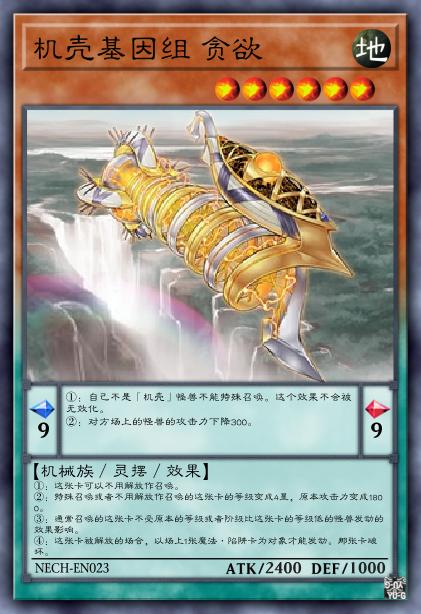 机壳基因组 贪欲
地
①：自己不是「机壳」怪兽不能特殊召唤。这个效果不会被
无效化。
②：对方场上的怪兽的攻击力下降300。
9
9
【机械族／灵摆／效果】
①：这张卡可以不用解放作召唤。
②：特殊召唤或者不用解放作召唤的这张卡的等级变成4星，原本攻击力变成180
0。
③：通常召唤的这张卡不受原本的等级或者阶级比这张卡的等级低的怪兽发动的
效果影响。
④：这张卡被解放的场合，以场上1张魔法·陷阱卡为对象才能发动。那张卡破
坏。
NECH-EN023
ATK/2400 DEF/1000